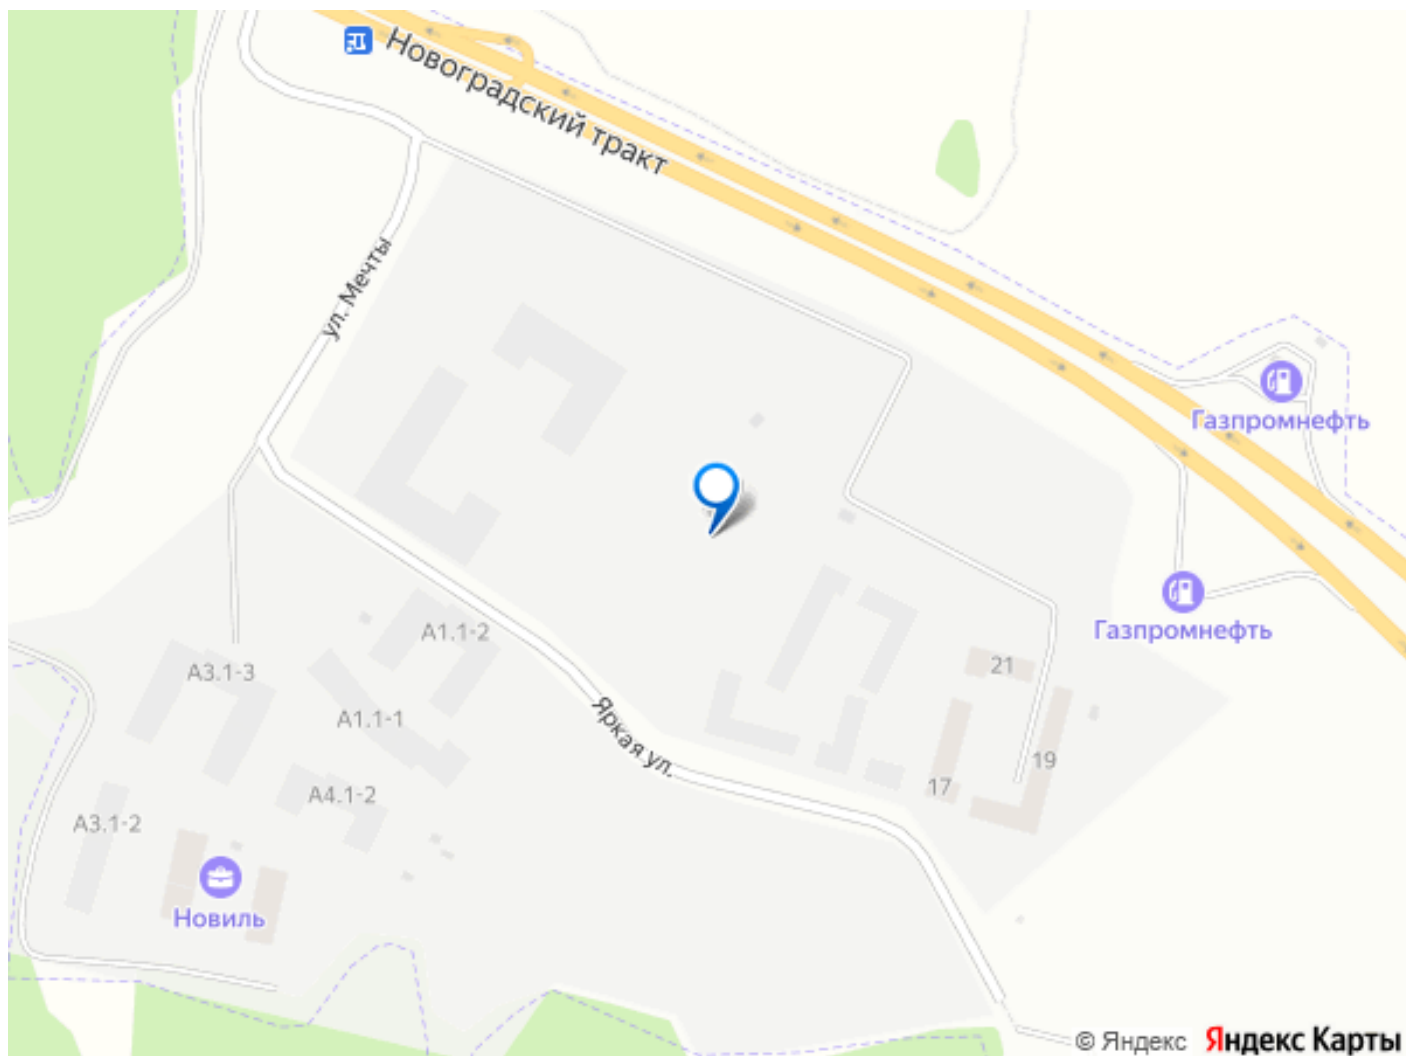 Новоградский тракт
ул. Мечты
Газпромнефть
Газпромнефть
А1.1-2
А3.1-3
21
А1.1-1
Яркая ул.
19
17
А4.1-2
А3.1-2
Новиль
© Яндекс Яндекс Карты